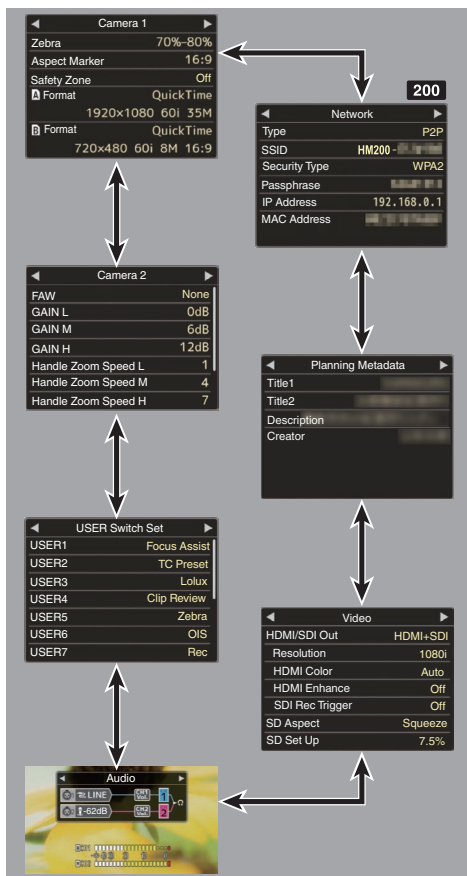 Camera 1
Zebra 70%-80%
Aspect Marker 16:9
Safety Zone Off
A Format QuickTime
1920×1080 60i 35M
B Format QuickTime
720×480 60i 8M 16:9
200
Network
Type P2P
SSID HM200-
Security Type WPA2
Passphrase
IP Address 192.168.0.1
MAC Address
Camera 2
FAW None
GAIN L 0dB
GAIN M 6dB
GAIN H 12dB
Handle Zoom Speed L 1
Handle Zoom Speed M 4
Handle Zoom Speed H 7
Planning Metadata
Title1
Title2
Description
Creator
USER Switch Set
USER1 Focus Assist
USER2 TC Preset
USER3 Lolux
USER4 Clip Review
USER5 Zebra
USER6 OIS
USER7 Rec
Video
HDMI/SDI Out HDMI+SDI
Resolution 1080i
HDMI Color Auto
HDMI Enhance Off
SDI Rec Trigger Off
SD Aspect Squeeze
SD Set Up 7.5%
Audio
LINE CH1 Vol. 1
-62dB CH2 Vol. 2